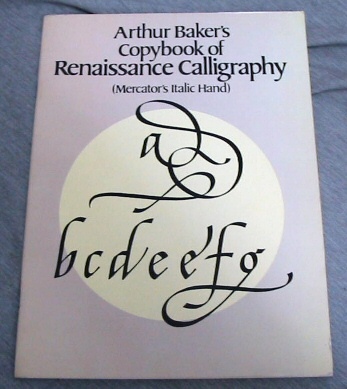 Arthur Baker's
Copybook of
Renaissance Calligraphy
(Mercator's Italic Hand)
a
bcdeefg